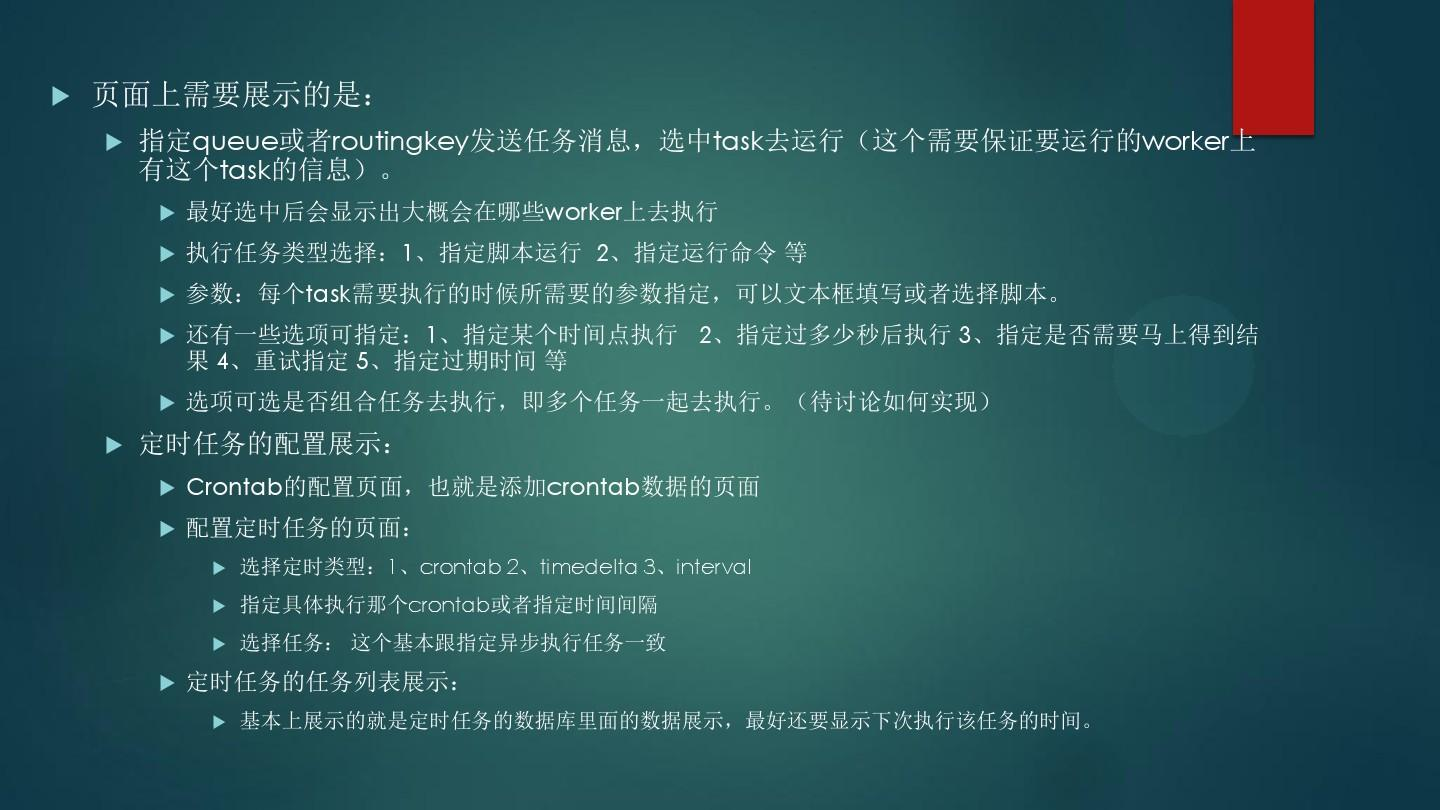 页面上需要展示的是：
指定queue或者routingkey发送任务消息，选中task去运行（这个需要保证要运行的worker上
有这个task的信息）。
最好选中后会显示出大概会在哪些worker上去执行
执行任务类型选择：1、指定脚本运行  2、指定运行命令 等
参数：每个task需要执行的时候所需要的参数指定，可以文本框填写或者选择脚本。
还有一些选项可指定：1、指定某个时间点执行   2、指定过多少秒后执行 3、指定是否需要马上得到结
果 4、重试指定 5、指定过期时间 等
选项可选是否组合任务去执行，即多个任务一起去执行。（待讨论如何实现）
定时任务的配置展示：
Crontab的配置页面，也就是添加crontab数据的页面
配置定时任务的页面：
选择定时类型：1、crontab 2、timedelta 3、interval
指定具体执行那个crontab或者指定时间间隔
选择任务： 这个基本跟指定异步执行任务一致
定时任务的任务列表展示：
基本上展示的就是定时任务的数据库里面的数据展示，最好还要显示下次执行该任务的时间。